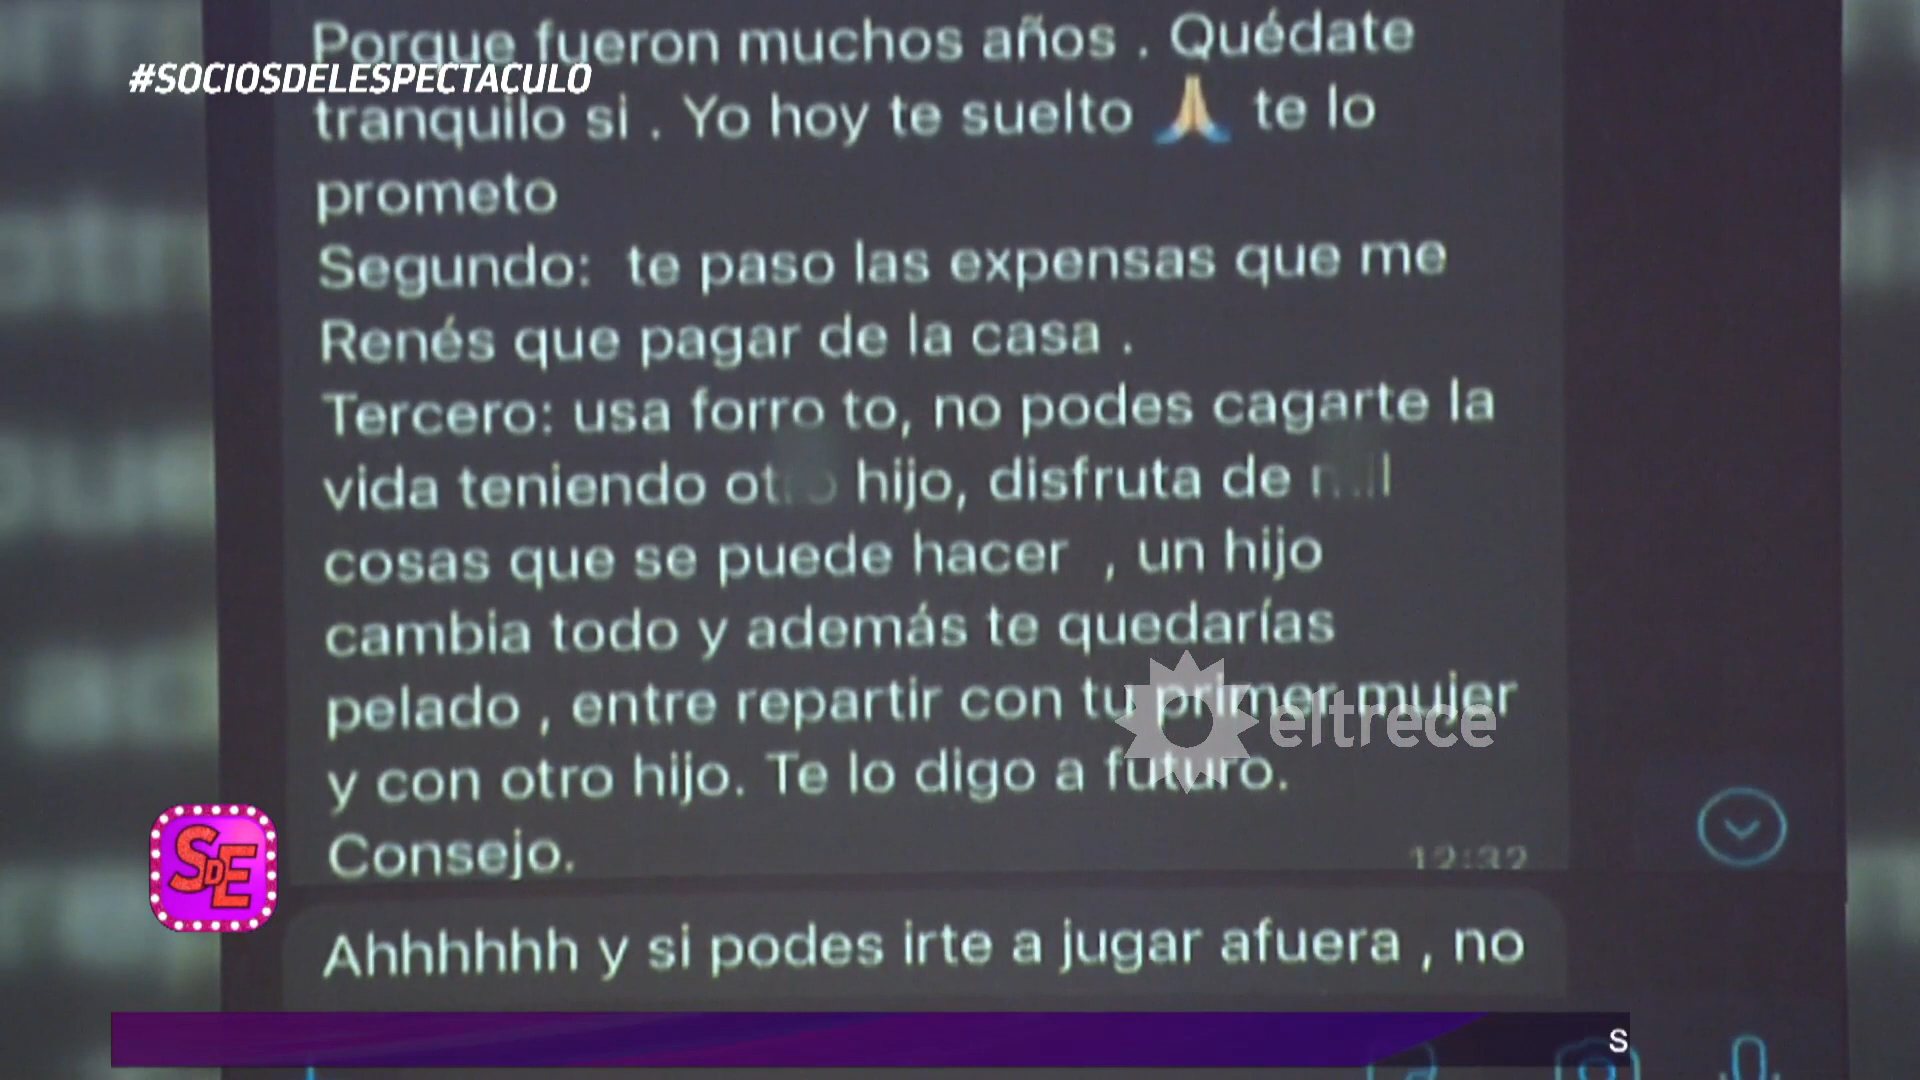 Porque fueron muchos años . Quédate
#SOCIOSDELESPECTACULO
tranquilo si . Yo hoy te suelto 🙏 te lo
prometo
Segundo: te paso las expensas que me
Renés que pagar de la casa .
Tercero: usa forro to, no podes cagarte la
vida teniendo otro hijo, disfruta de mil
cosas que se puede hacer , un hijo
cambia todo y además te quedarías
pelado , entre repartir con tu primer mujer
eltrece
y con otro hijo. Te lo digo a futuro.
Consejo.
12:32
SDE
Ahhhhhh y si podes irte a jugar afuera , no
S